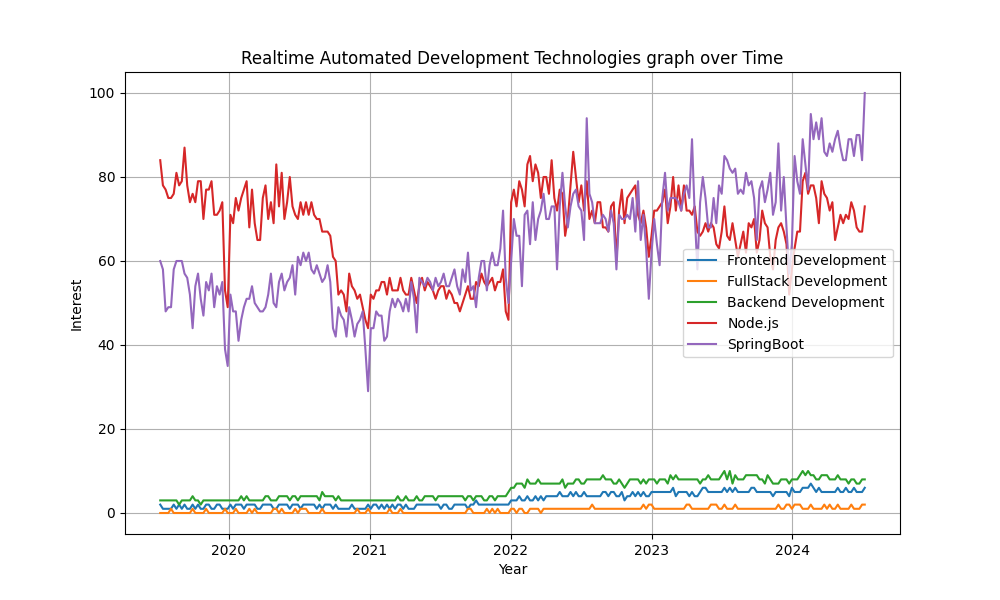 Realtime Automated Development Technologies graph over Time
100
80
60
40
20
0
Interest
Frontend Development
FullStack Development
Backend Development
Node.js
SpringBoot
2020
2021
2022
2023
2024
Year